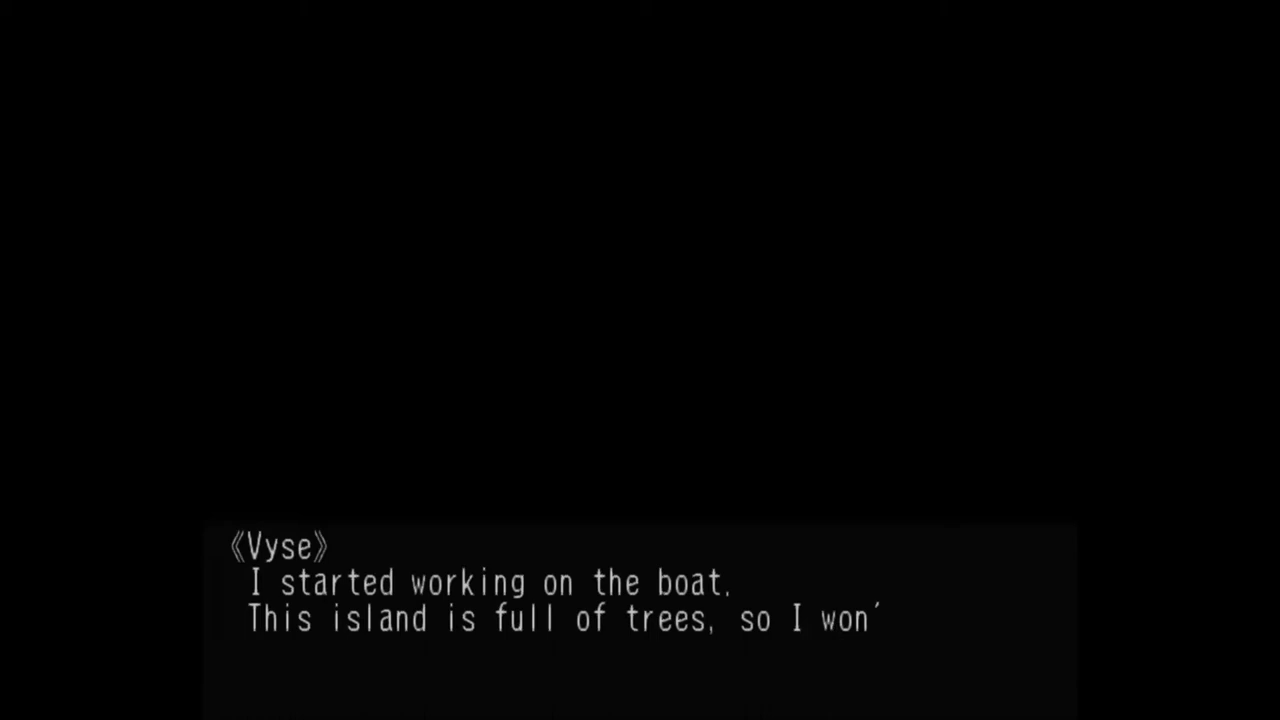 《Vyse》
I started working on the boat.
This island is full of trees, so I won'